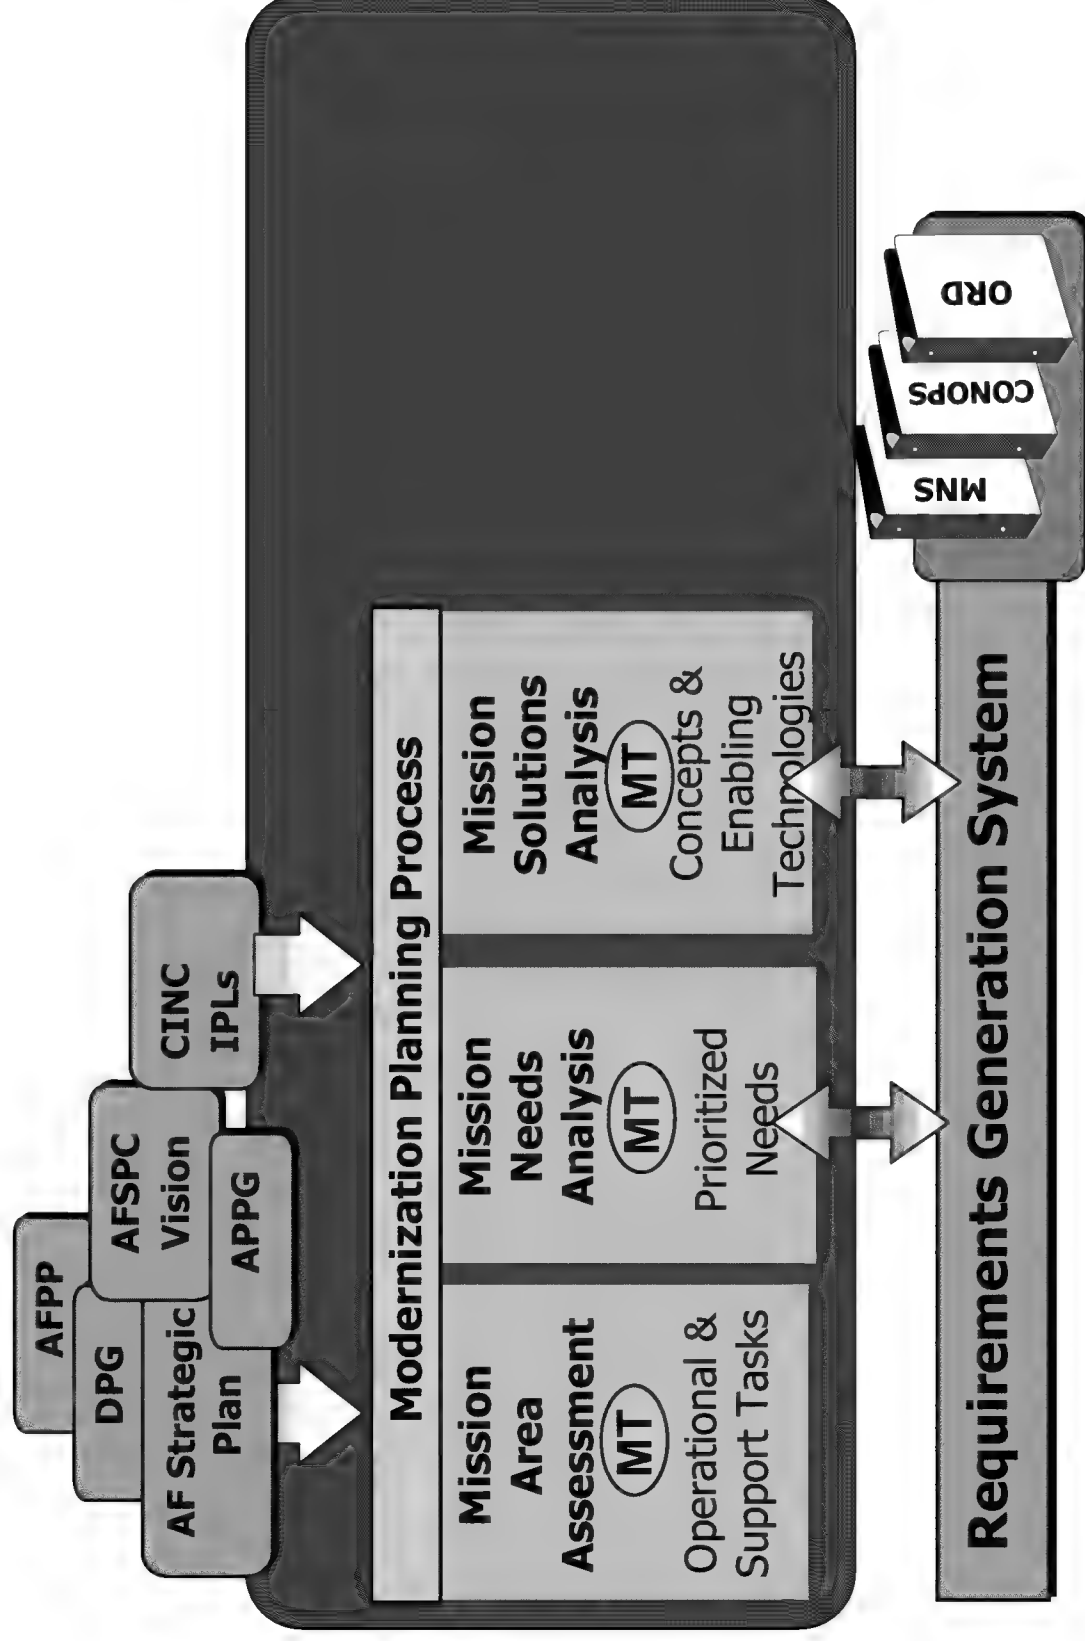 AFPP
DPG
AF Strategic
Plan
AFSPC
Vision
APPG
CINC
IPLs
Modernization Planning Process
Mission
Area
Assessment
MT
Operational &
Support Tasks
Mission
Needs
Analysis
MT
Prioritized
Needs
Mission
Solutions
Analysis
MT
Concepts &
Enabling
Technologies
Requirements Generation System
MNS
CONOPS
ORD